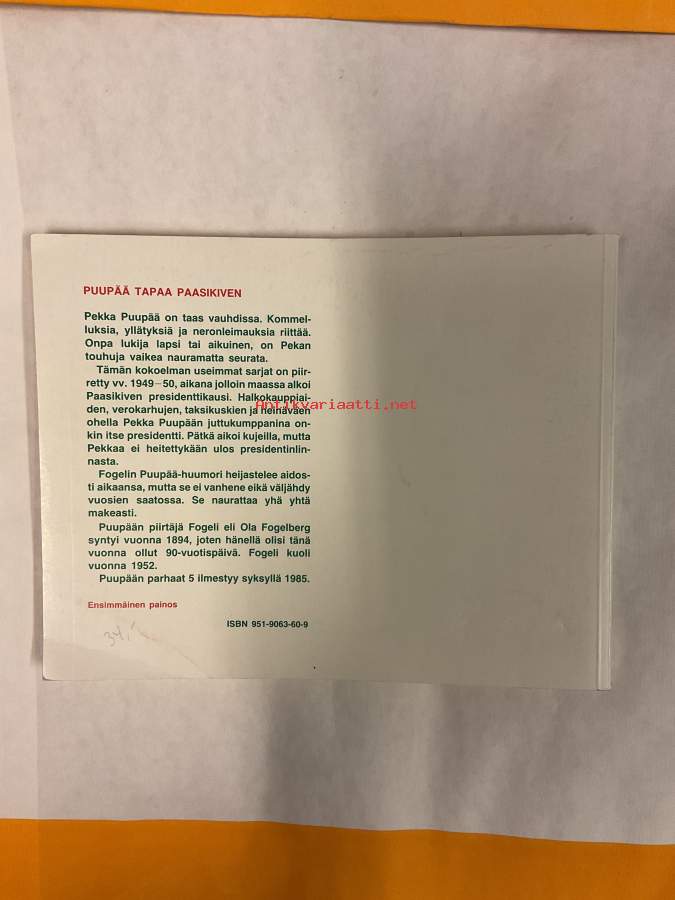 PUUPÄÄ TAPAA PAASIKIVEN
Pekka Puupää on taas vauhdissa. Kommel-
luksia, yllätyksiä ja neronleimauksia riittää.
Onpa lukija lapsi tai aikuinen, on Pekan
touhuja vaikea nauramatta seurata.
Tämän kokoelman useimmat sarjat on piir-
retty vv. 1949–50, aikana jolloin maassa alkoi
Paasikiven presidenttikausi. Halkokauppiai-
den, verokarhujen, taksikuskien ja heinäväen
ohella Pekka Puupään juttukumppanina on-
kin itse presidentti. Pätkä aikoi kujeilla, mutta
Pekkaa ei heitettykään ulos presidentinlin-
nasta.
Fogelin Puupää-huumori heijastelee aidos-
ti aikaansa, mutta se ei vanhene eikä väljähdy
vuosien saatossa. Se naurattaa yhä yhtä
makeasti.
Puupään piirtäjä Fogeli eli Ola Fogelberg
syntyi vuonna 1894, joten hänellä olisi tänä
vuonna ollut 90-vuotispäivä. Fogeli kuoli
vuonna 1952.
Puupään parhaat 5 ilmestyy syksyllä 1985.
Ensimmäinen painos
ISBN 951-9063-60-9
34,-
Antikvariaatti.net